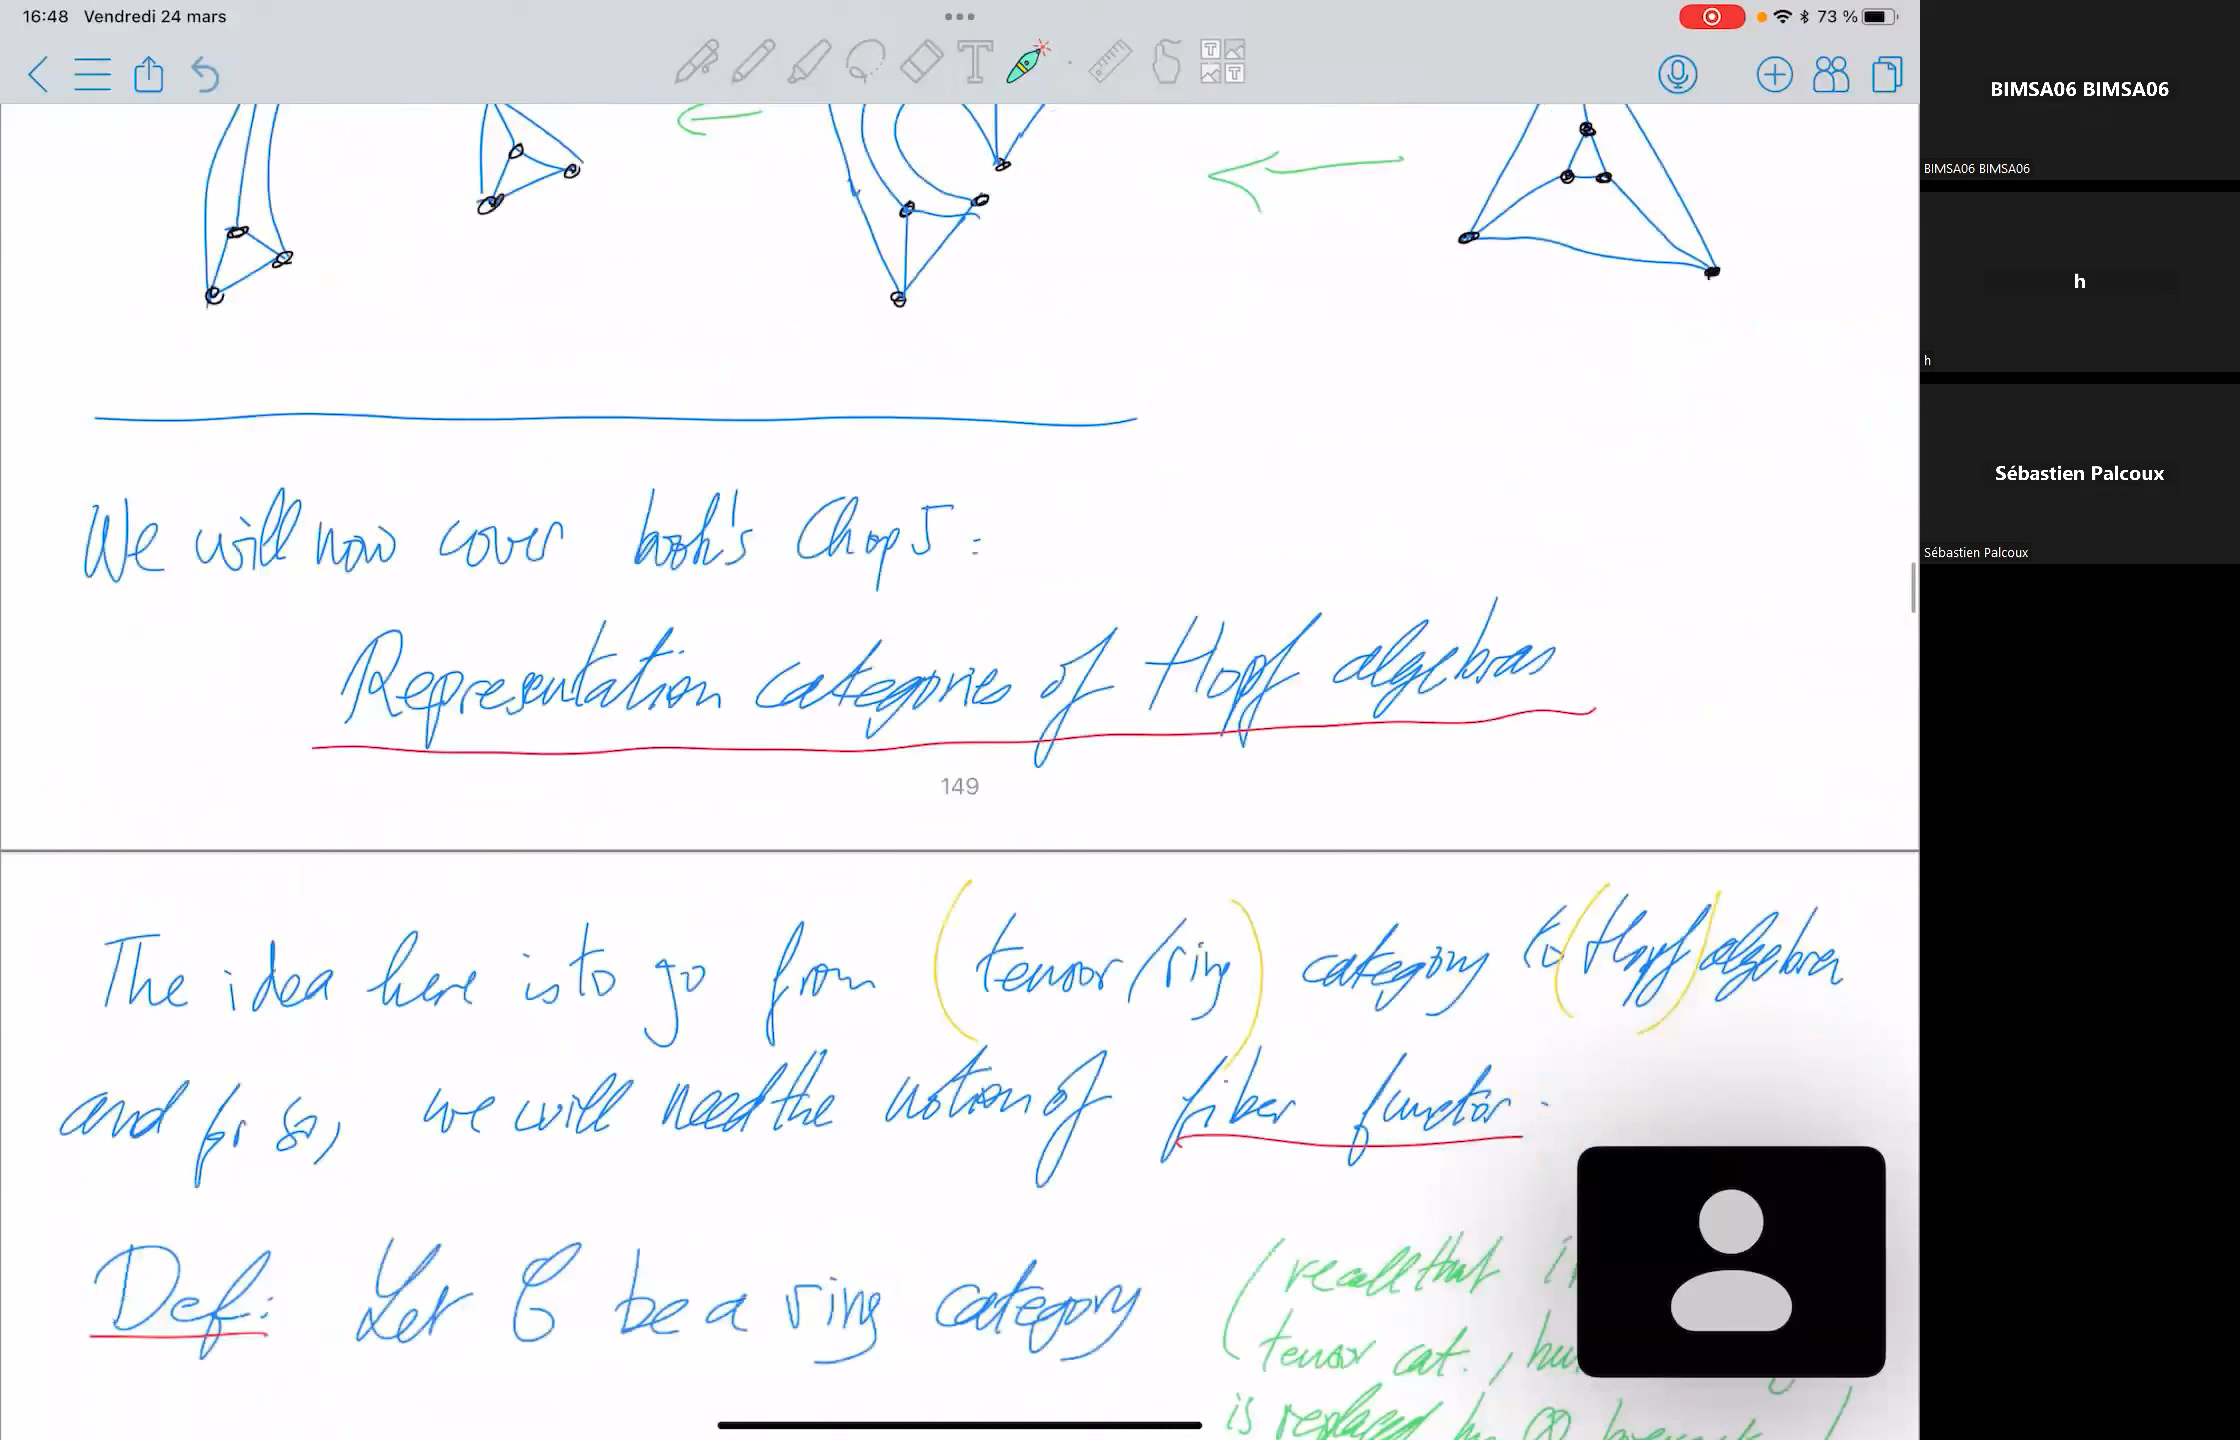 16:48 Vendredi 24 mars
73 %
We will now cover book's Chap 5 :
Representation categories of Hopf algebras
149
The idea here is to go from (tensor/ring) category to (Hopf) algebra
and for so, we will need the notion of fiber functor.
Def: Let C be a ring category
(recall that
tensor cat.,
is replaced by
BIMSA06 BIMSA06
BIMSA06 BIMSA06
h
h
Sébastien Palcoux
Sébastien Palcoux